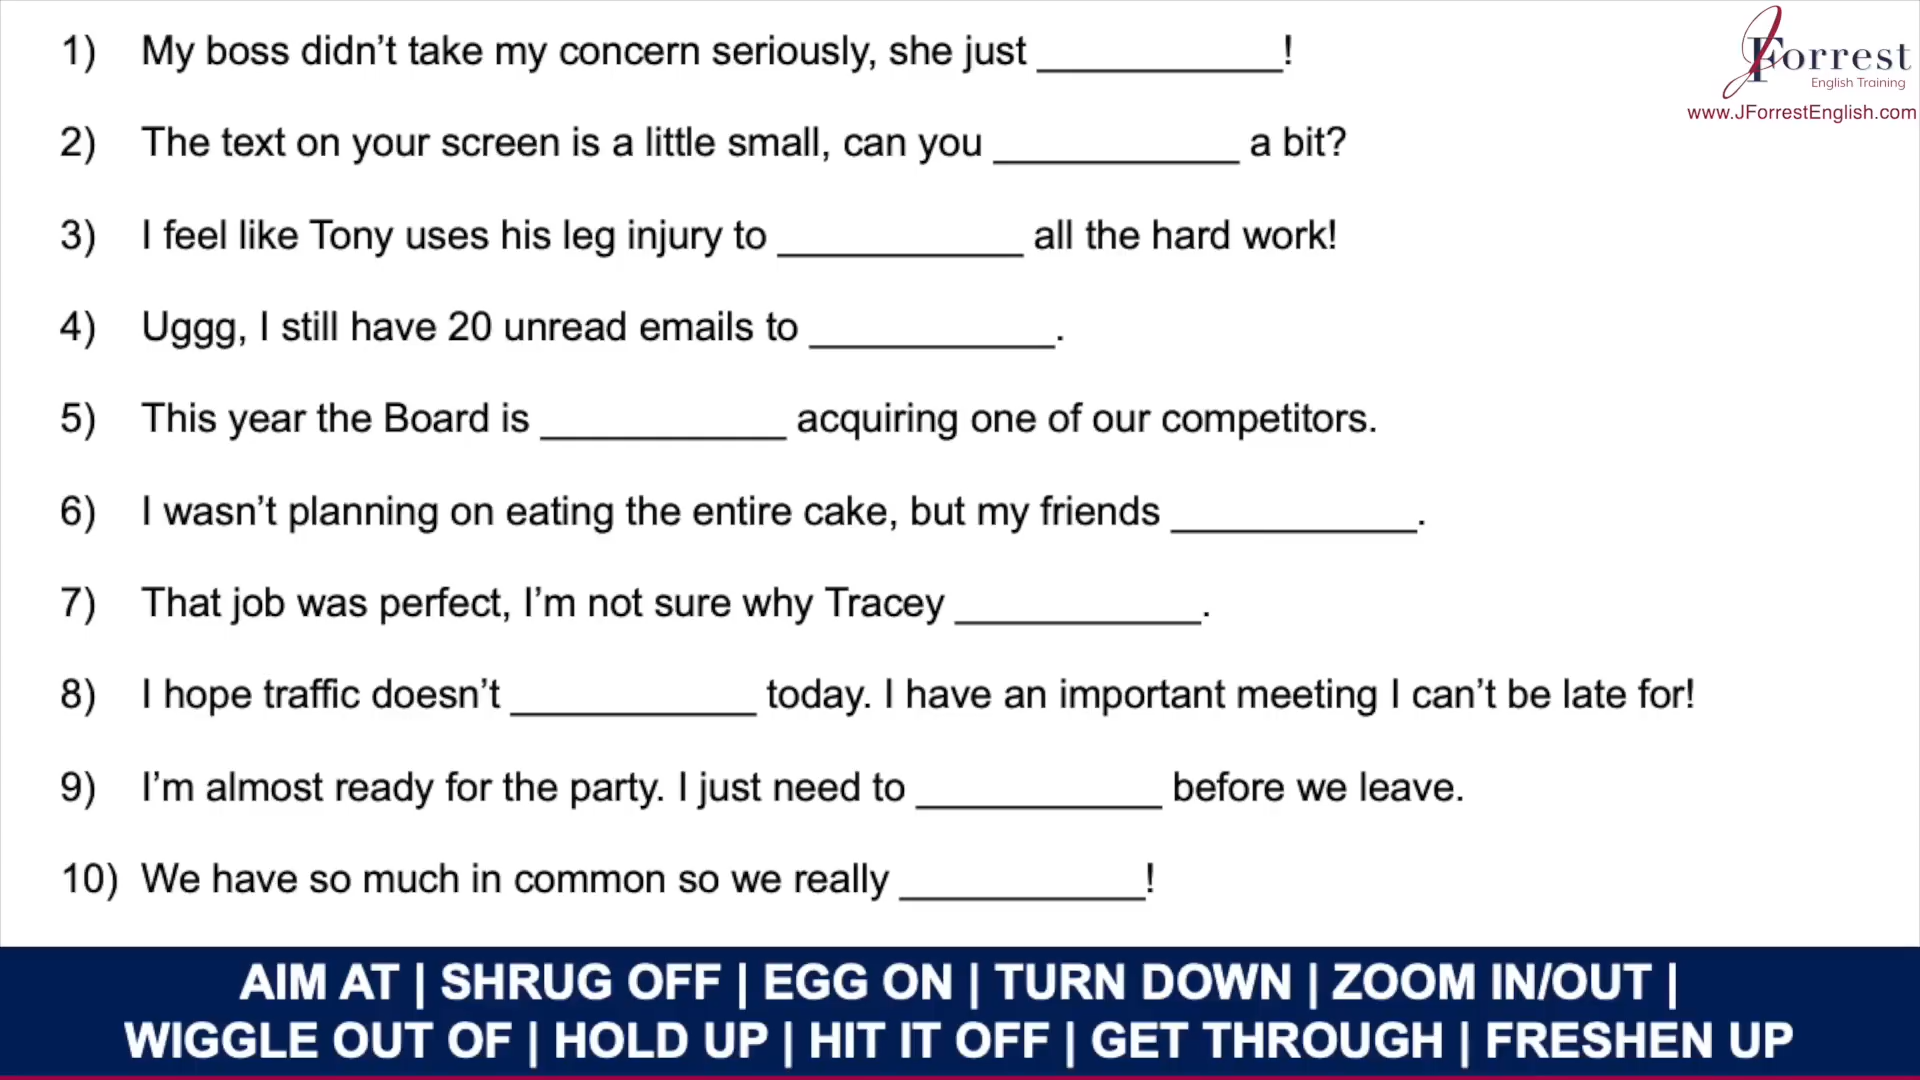 1) My boss didn’t take my concern seriously, she just ___________!
2) The text on your screen is a little small, can you ___________ a bit?
3) I feel like Tony uses his leg injury to ___________ all the hard work!
4) Uggg, I still have 20 unread emails to ___________.
5) This year the Board is ___________ acquiring one of our competitors.
6) I wasn’t planning on eating the entire cake, but my friends ___________.
7) That job was perfect, I’m not sure why Tracey ___________.
8) I hope traffic doesn’t ___________ today. I have an important meeting I can’t be late for!
9) I’m almost ready for the party. I just need to ___________ before we leave.
10) We have so much in common so we really ___________!
JForrest
English Training
www.JForrestEnglish.com
AIM AT | SHRUG OFF | EGG ON | TURN DOWN | ZOOM IN/OUT |
WIGGLE OUT OF | HOLD UP | HIT IT OFF | GET THROUGH | FRESHEN UP